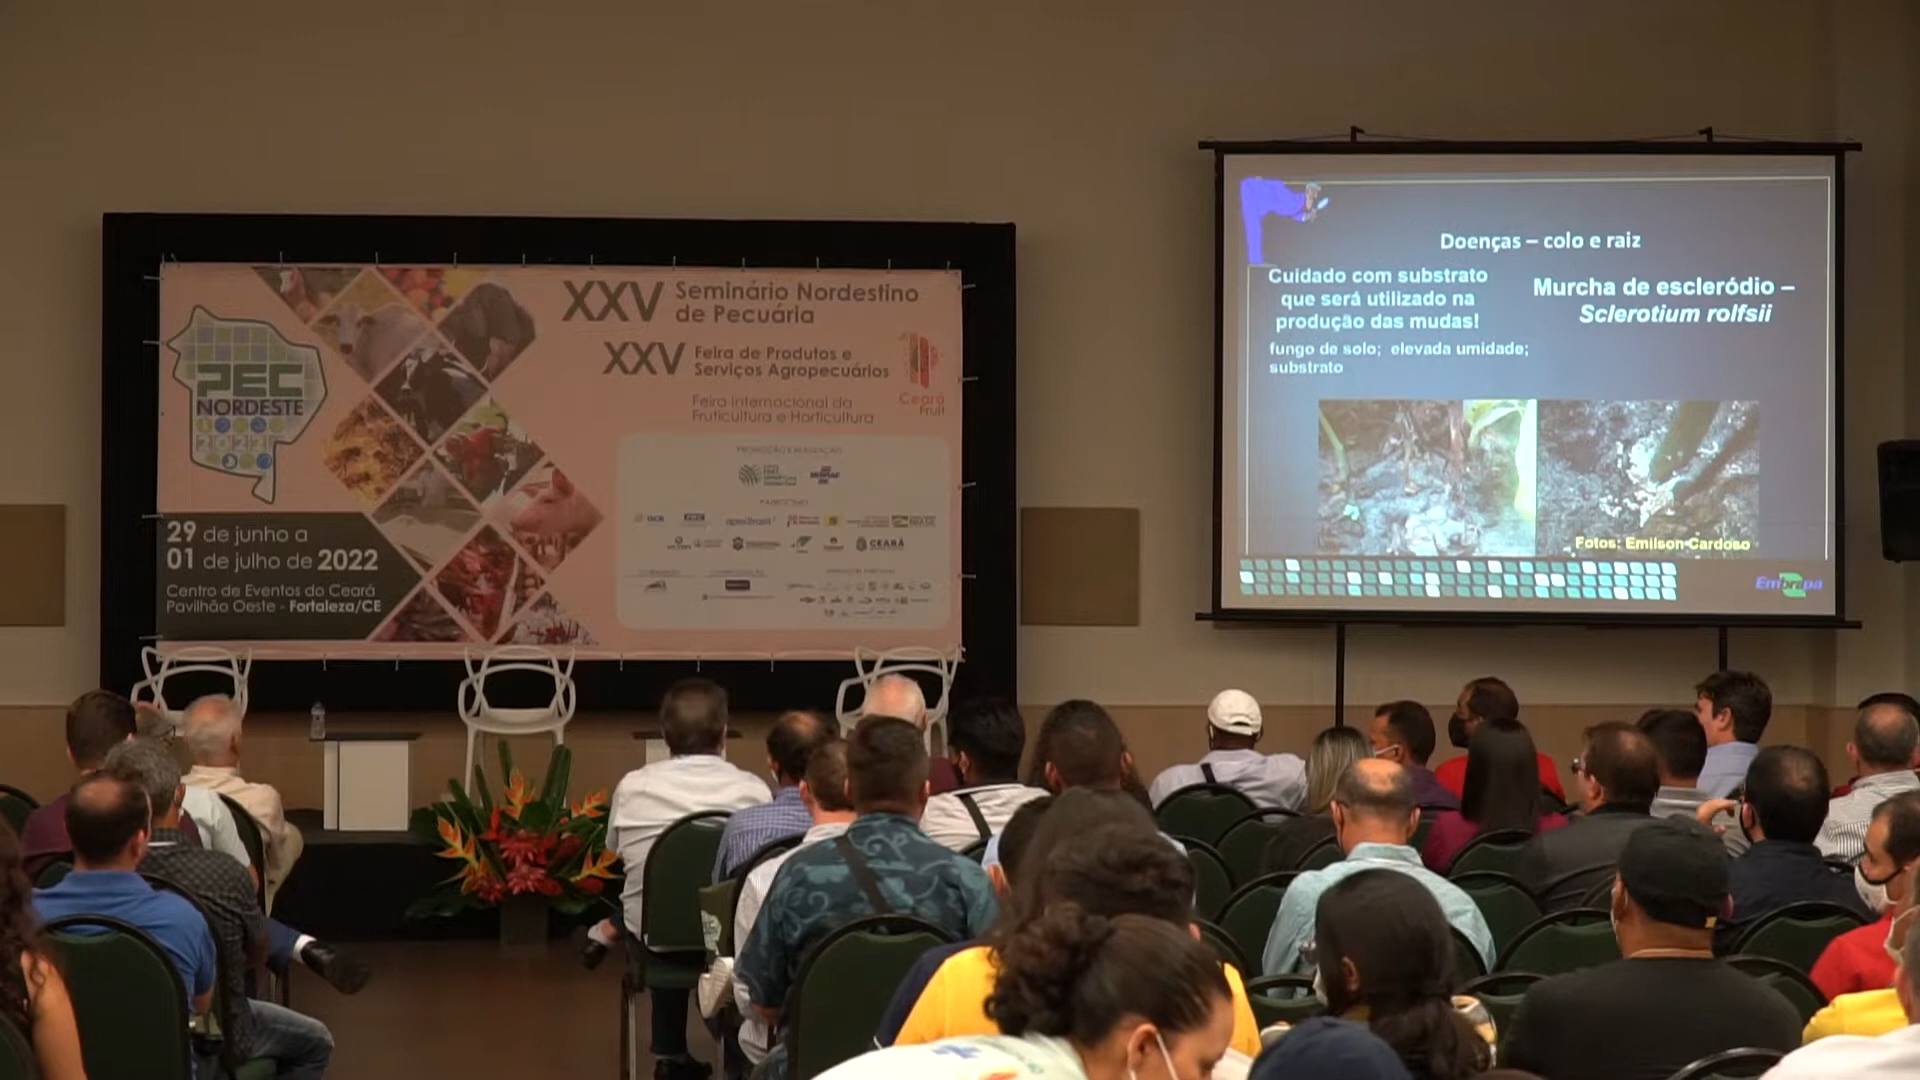 XXV Seminário Nordestino
de Pecuária
XXV Feira de Produtos e
Serviços Agropecuários
Ceará
Fruit
Feira Internacional da
Fruticultura e Horticultura
PEC
NORDESTE
2022
29 de junho a
01 de julho de 2022
Centro de Eventos do Ceará
Pavilhão Oeste - Fortaleza/CE
CEARÁ
Doenças – colo e raiz
Cuidado com substrato
que será utilizado na
produção das mudas!
fungo de solo; elevada umidade;
substrato
Murcha de escleródio –
Sclerotium rolfsii
Fotos: Emilson Cardoso
Embrapa